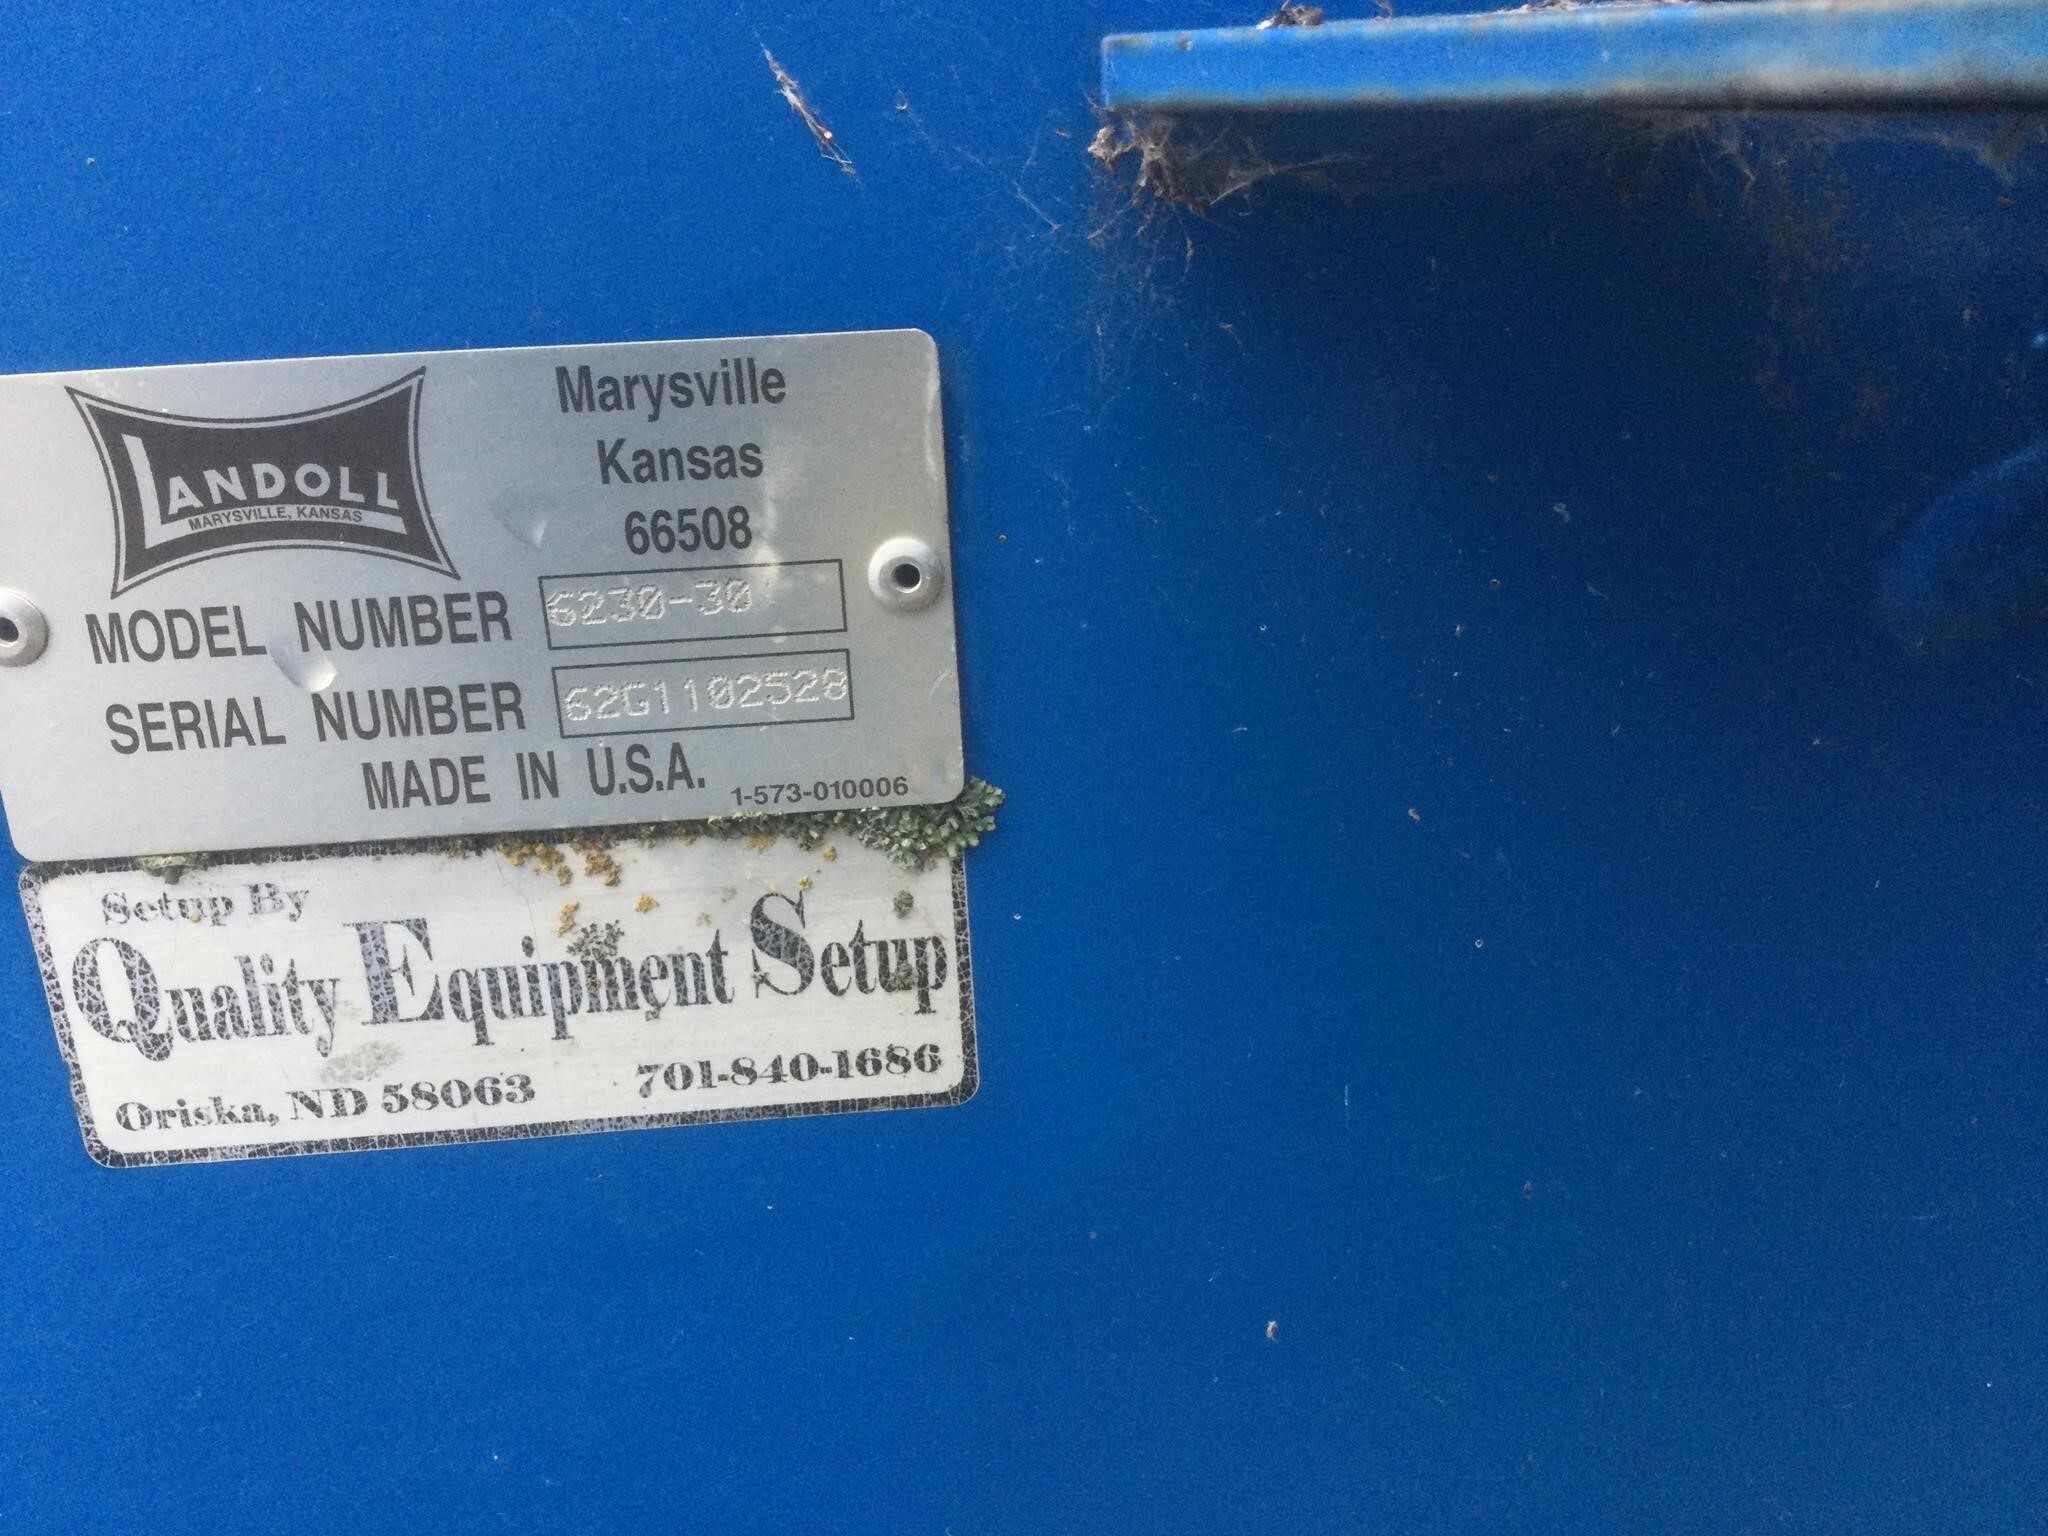 LANDOLL
MARYSVILLE, KANSAS
Marysville
Kansas
66508
MODEL NUMBER 6230-30
SERIAL NUMBER 62G1102528
MADE IN U.S.A. 1-573-010006
Setup By
Quality Equipment Setup
Oriska, ND 58063 701-840-1686